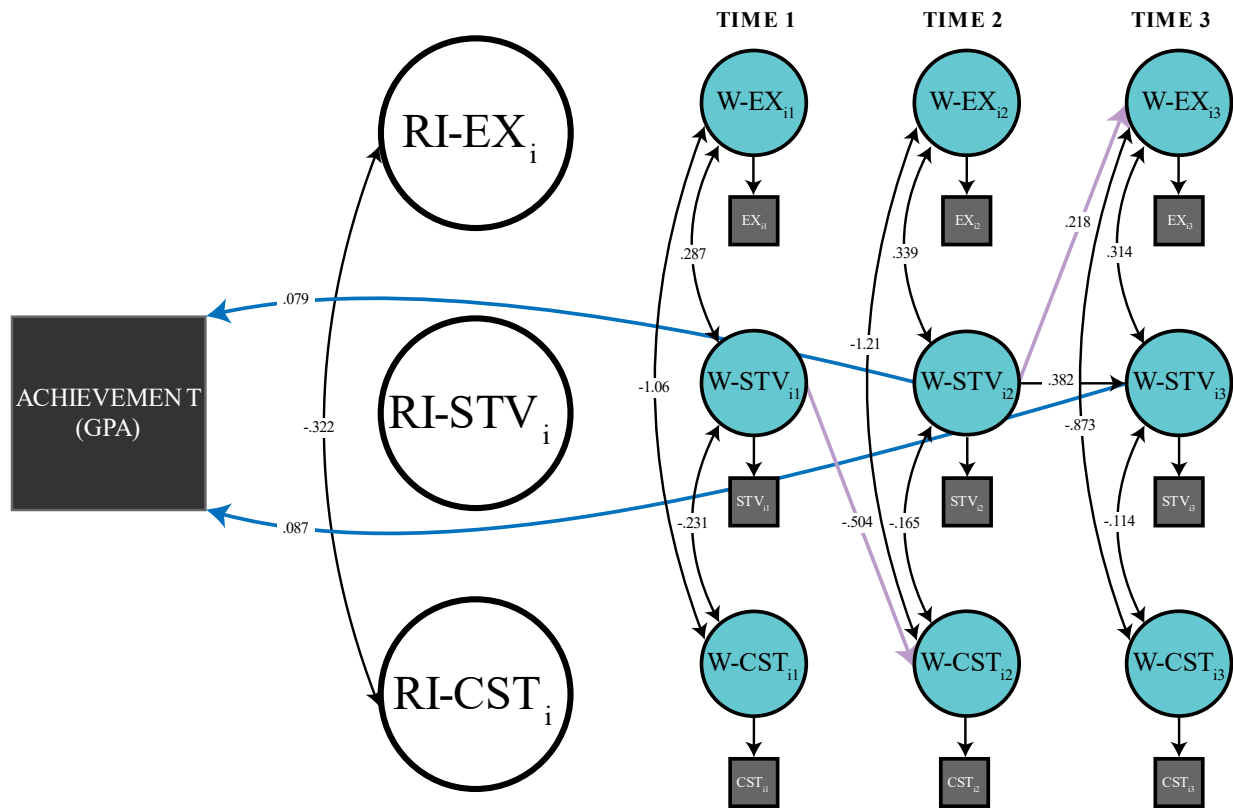 TIME 1 TIME 2 TIME 3
W-EXi1 W-EXi2 W-EXi3
RI-EXi
EXi1 EXi2 EXi3
.218
.287 .339 .314
.079
-1.21
W-STVi1 W-STVi2 .382 W-STVi3
-1.06
ACHIEVEMEN T
(GPA)
RI-STVi
-.873
-.322
STVi1 STVi2 STVi3
.087 -.231 -.504 -.165 -.114
W-CSTi1 W-CSTi2 W-CSTi3
RI-CSTi
CSTi1 CSTi2 CSTi3